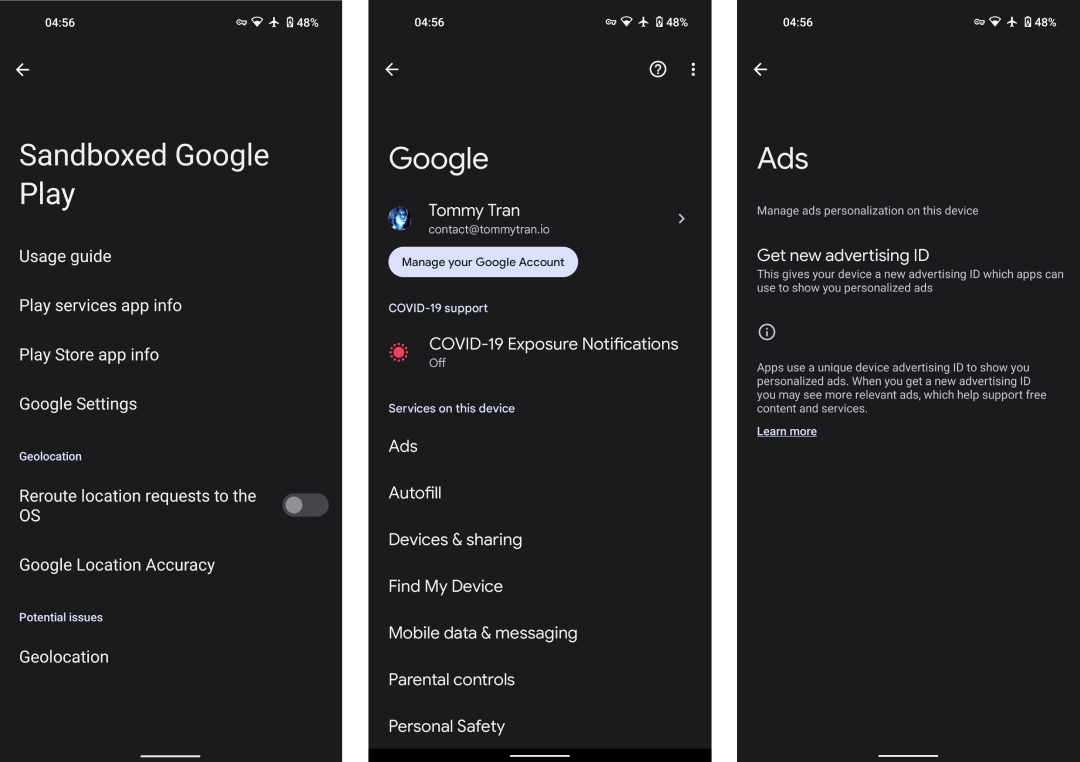 04:56
48%
Sandboxed Google
Play
Usage guide
Play services app info
Play Store app info
Google Settings
Geolocation
Reroute location requests to the
OS
Google Location Accuracy
Potential issues
Geolocation
04:56
48%
Google
Tommy Tran
contact@tommytran.io
Manage your Google Account
COVID-19 support
COVID-19 Exposure Notifications
Off
Services on this device
Ads
Autofill
Devices & sharing
Find My Device
Mobile data & messaging
Parental controls
Personal Safety
04:56
48%
Ads
Manage ads personalization on this device
Get new advertising ID
This gives your device a new advertising ID which apps can
use to show you personalized ads
Apps use a unique device advertising ID to show you
personalized ads. When you get a new advertising ID
you may see more relevant ads, which help support free
content and services.
Learn more